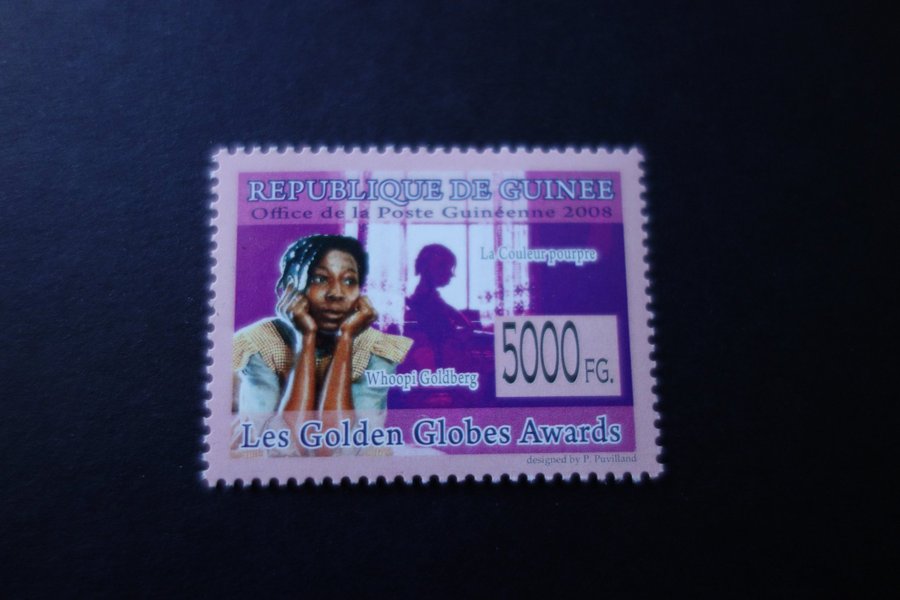 REPUBLIQUE DE GUINEE
Office de la Poste Guinéenne 2008
La Couleur pourpre
5000 FG.
Whoopi Goldberg
Les Golden Globes Awards
designed by P. Puvilland